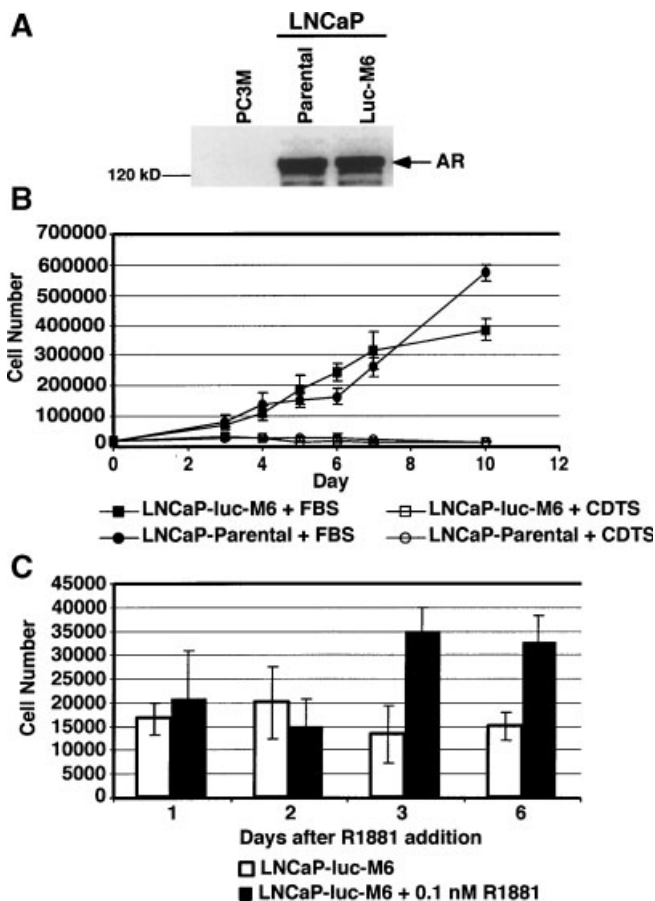 A
LNCaP
PC3M
Parental
Luc-M6
120 kD
AR
B
700000
600000
500000
400000
300000
200000
100000
0
Cell Number
0 2 4 6 8 10 12
Day
LNCaP-luc-M6 + FBS
LNCaP-luc-M6 + CDTS
LNCaP-Parental + FBS
LNCaP-Parental + CDTS
C
45000
40000
35000
30000
25000
20000
15000
10000
5000
0
Cell Number
1 2 3 6
Days after R1881 addition
LNCaP-luc-M6
LNCaP-luc-M6 + 0.1 nM R1881